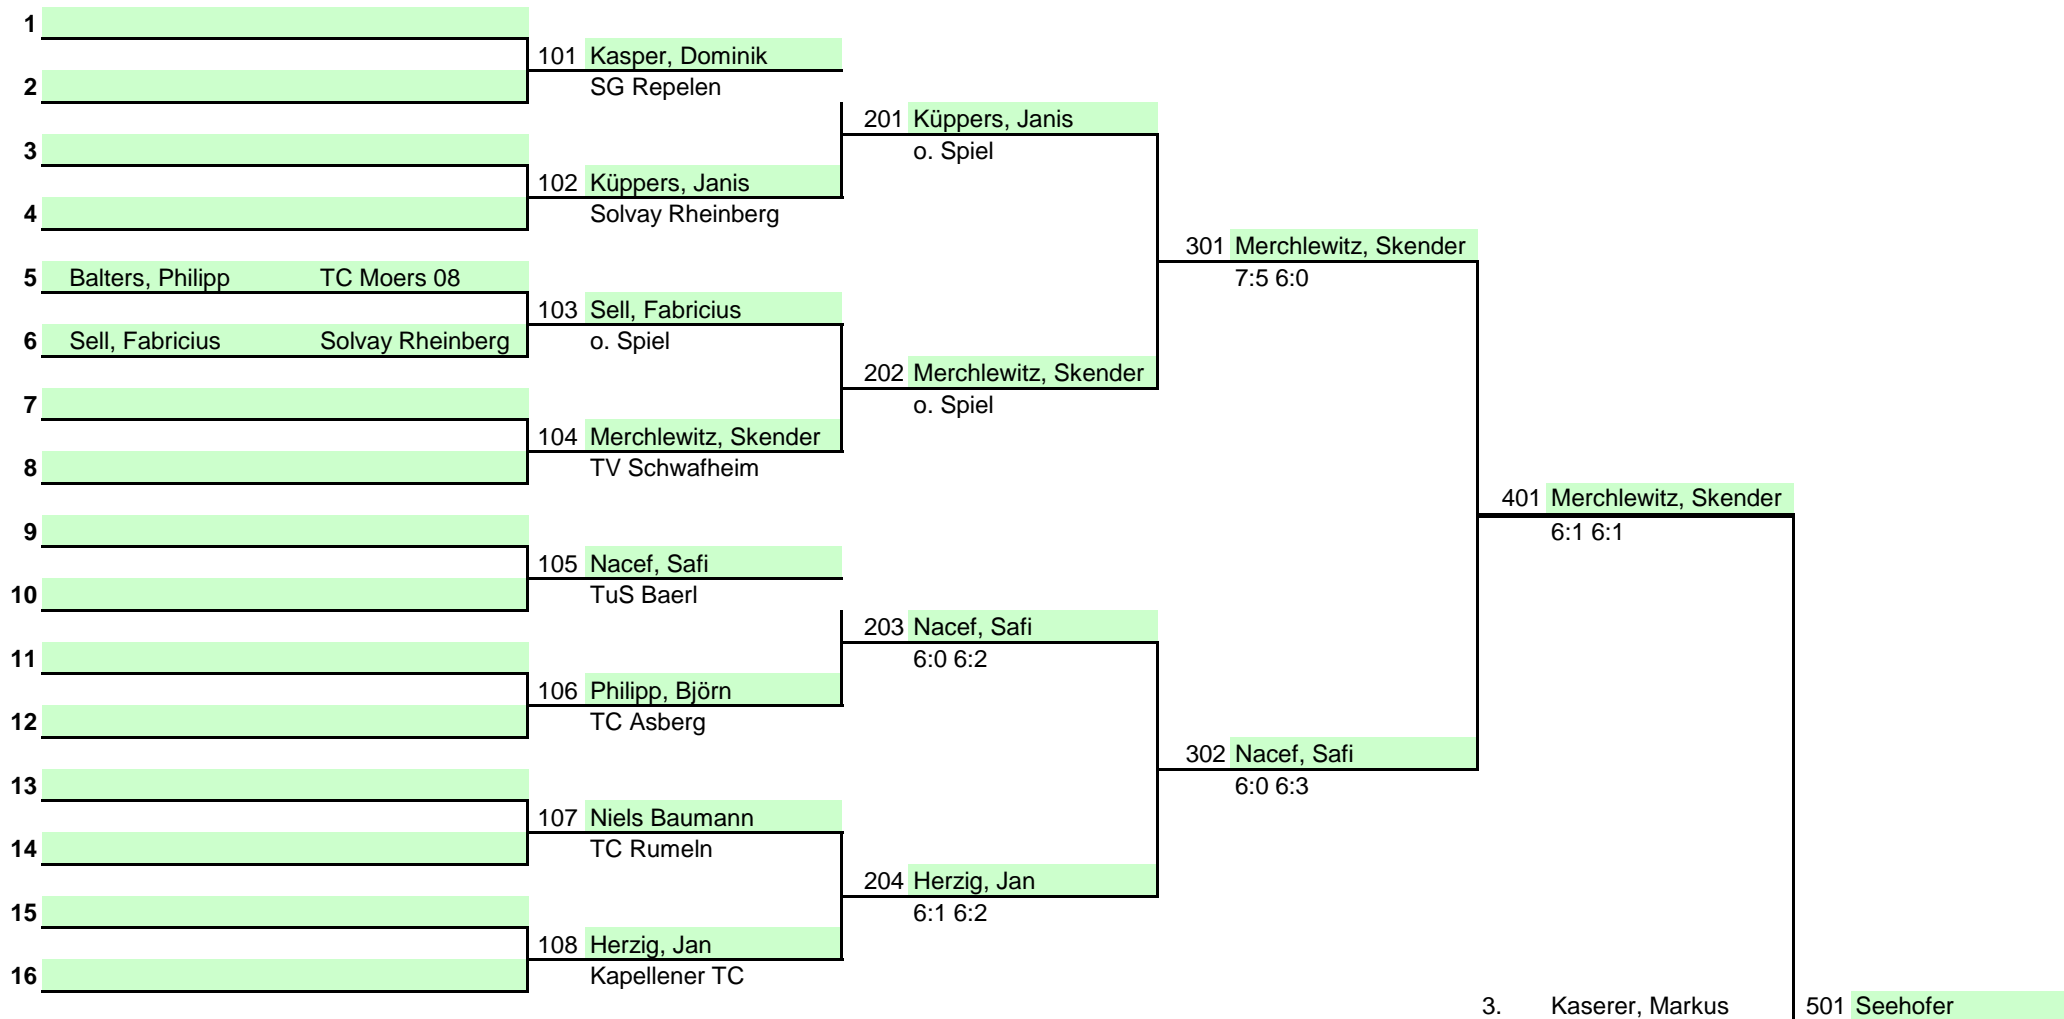 1
101 Kasper, Dominik
2
SG Repelen
201 Küppers, Janis
3
o. Spiel
102 Küppers, Janis
4
Solvay Rheinberg
301 Merchlewitz, Skender
5 Balters, Philipp TC Moers 08
7:5 6:0
103 Sell, Fabricius
6 Sell, Fabricius Solvay Rheinberg
o. Spiel
202 Merchlewitz, Skender
7
o. Spiel
104 Merchlewitz, Skender
8
TV Schwafheim
401 Merchlewitz, Skender
9
6:1 6:1
105 Nacef, Safi
10
TuS Baerl
203 Nacef, Safi
11
6:0 6:2
106 Philipp, Björn
12
TC Asberg
302 Nacef, Safi
13
6:0 6:3
107 Niels Baumann
14
TC Rumeln
204 Herzig, Jan
15
6:1 6:2
108 Herzig, Jan
16
Kapellener TC
3. Kaserer, Markus 501 Seehofer